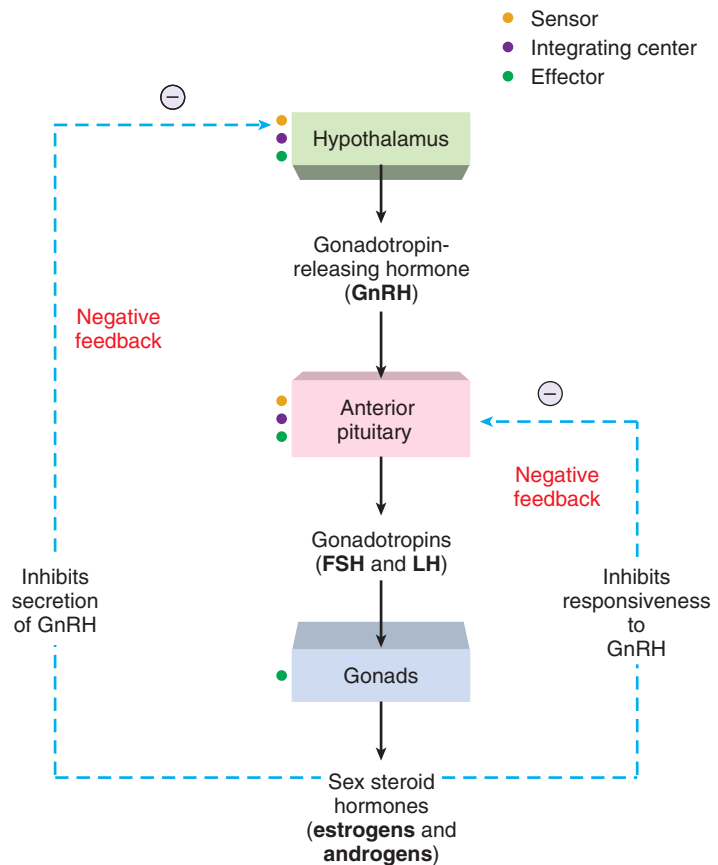 Sensor
Integrating center
Effector
−
Hypothalamus
Gonadotropin-
releasing hormone
(GnRH)
Negative
feedback
Anterior
pituitary
−
Negative
feedback
Gonadotropins
(FSH and LH)
Inhibits
secretion
of GnRH
Inhibits
responsiveness
to
GnRH
Gonads
Sex steroid
hormones
(estrogens and
androgens)